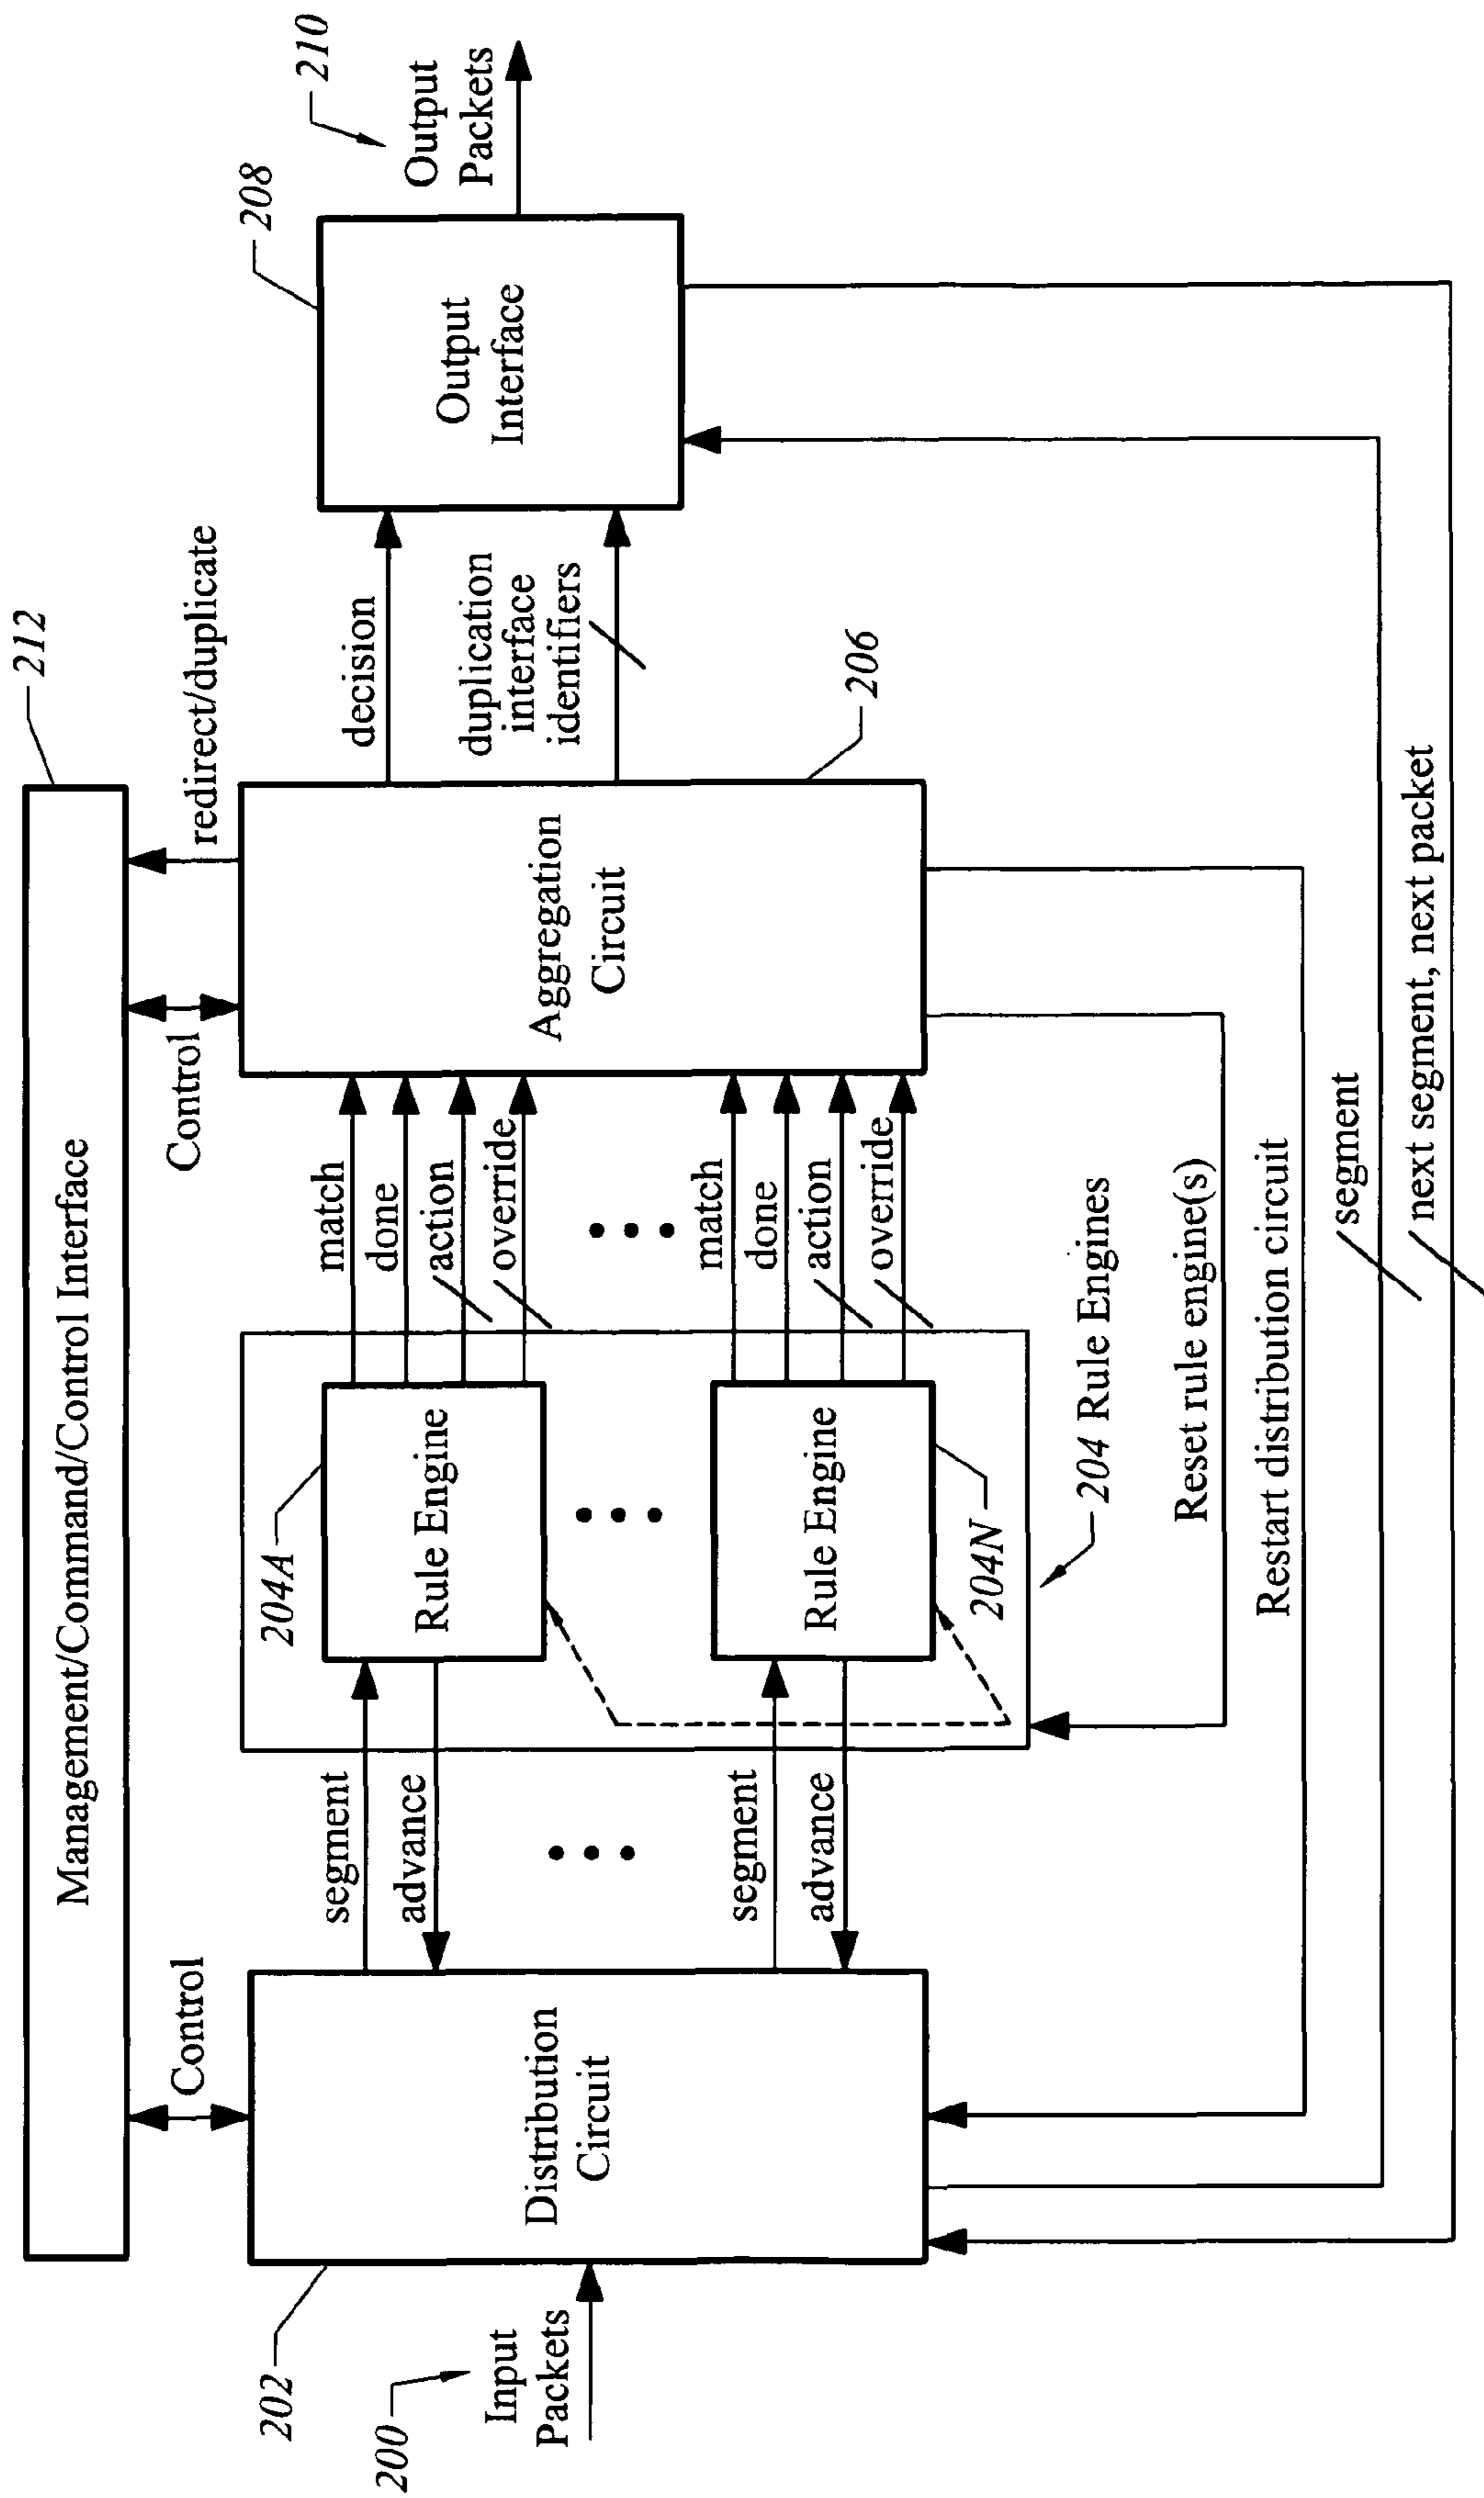 212
Management/Command/Control Interface
Control
Control
redirect/duplicate
202
200
Input
Packets
Distribution
Circuit
segment
advance
segment
advance
204A
Rule Engine
Rule Engine
204N
204 Rule Engines
match
done
action
override
match
done
action
override
Aggregation
Circuit
206
decision
duplication
interface
identifiers
208
Output
Interface
210
Output
Packets
Reset rule engine(s)
Restart distribution circuit
segment
next segment, next packet